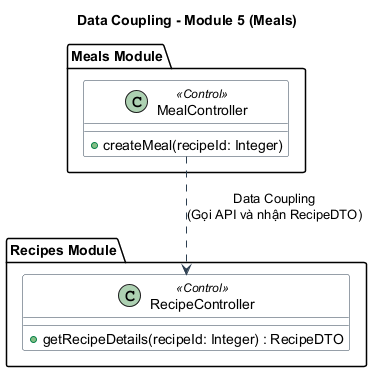 Data Coupling - Module 5 (Meals)
Meals Module
«Control»
C MealController
createMeal(recipeId: Integer)
Data Coupling
(Gọi API và nhận RecipeDTO)
Recipes Module
«Control»
C RecipeController
getRecipeDetails(recipeId: Integer) : RecipeDTO